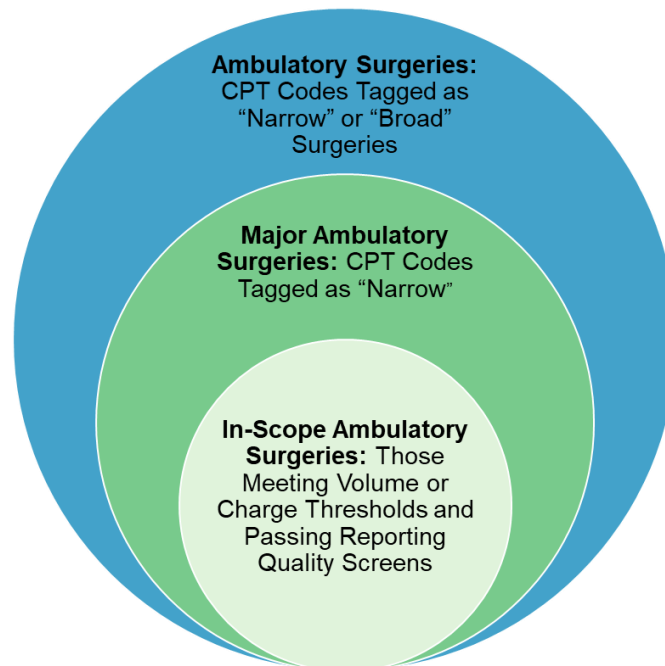 Ambulatory Surgeries:
CPT Codes Tagged as
“Narrow” or “Broad”
Surgeries
Major Ambulatory
Surgeries: CPT Codes
Tagged as “Narrow”
In-Scope Ambulatory
Surgeries: Those
Meeting Volume or
Charge Thresholds and
Passing Reporting
Quality Screens